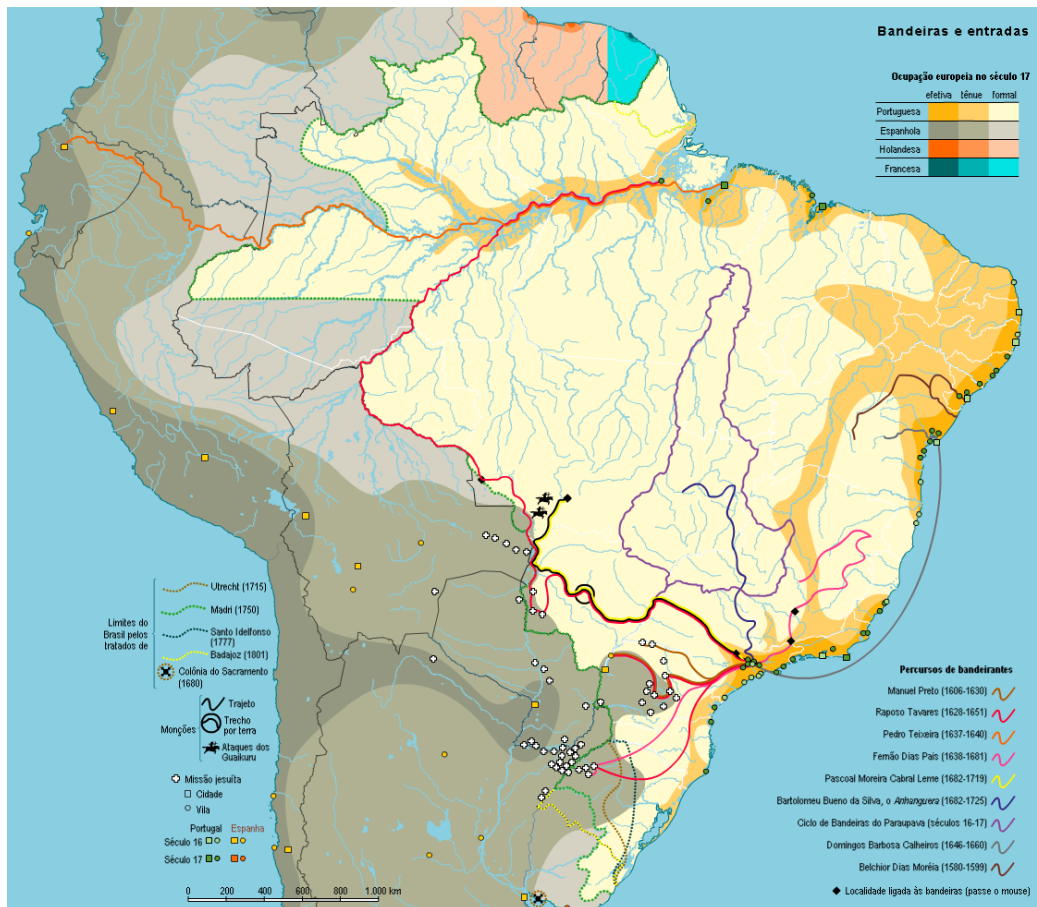 Bandeiras e entradas
Ocupação europeia no século 17
efetiva ténue formal
Portuguesa
Espanhola
Holandesa
Francesa
Limites do
Brasil pelos
tratados de
Utrecht (1715)
Madri (1750)
Santo Idelfonso
(1777)
Badajoz (1801)
Colônia do Sacramento
(1680)
Monções
Trajeto
Trecho
por terra
Ataques dos
Guaikuru
Missão jesuíta
Cidade
Vila
Portugal Espanha
Século 16
Século 17
0 200 400 600 800 1.000 km
Percursos de bandeirantes
Manuel Preto (1606-1630)
Raposo Tavares (1628-1651)
Pedro Teixeira (1637-1640)
Fernão Dias Pais (1638-1681)
Pascoal Moreira Cabral Leme (1682-1719)
Bartolomeu Bueno da Silva, o Anhanguera (1682-1725)
Ciclo de Bandeiras do Paraupava (séculos 16-17)
Domingos Barbosa Calheiros (1646-1660)
Belchior Dias Moréia (1580-1599)
Localidade ligada às bandeiras (passe o mouse)